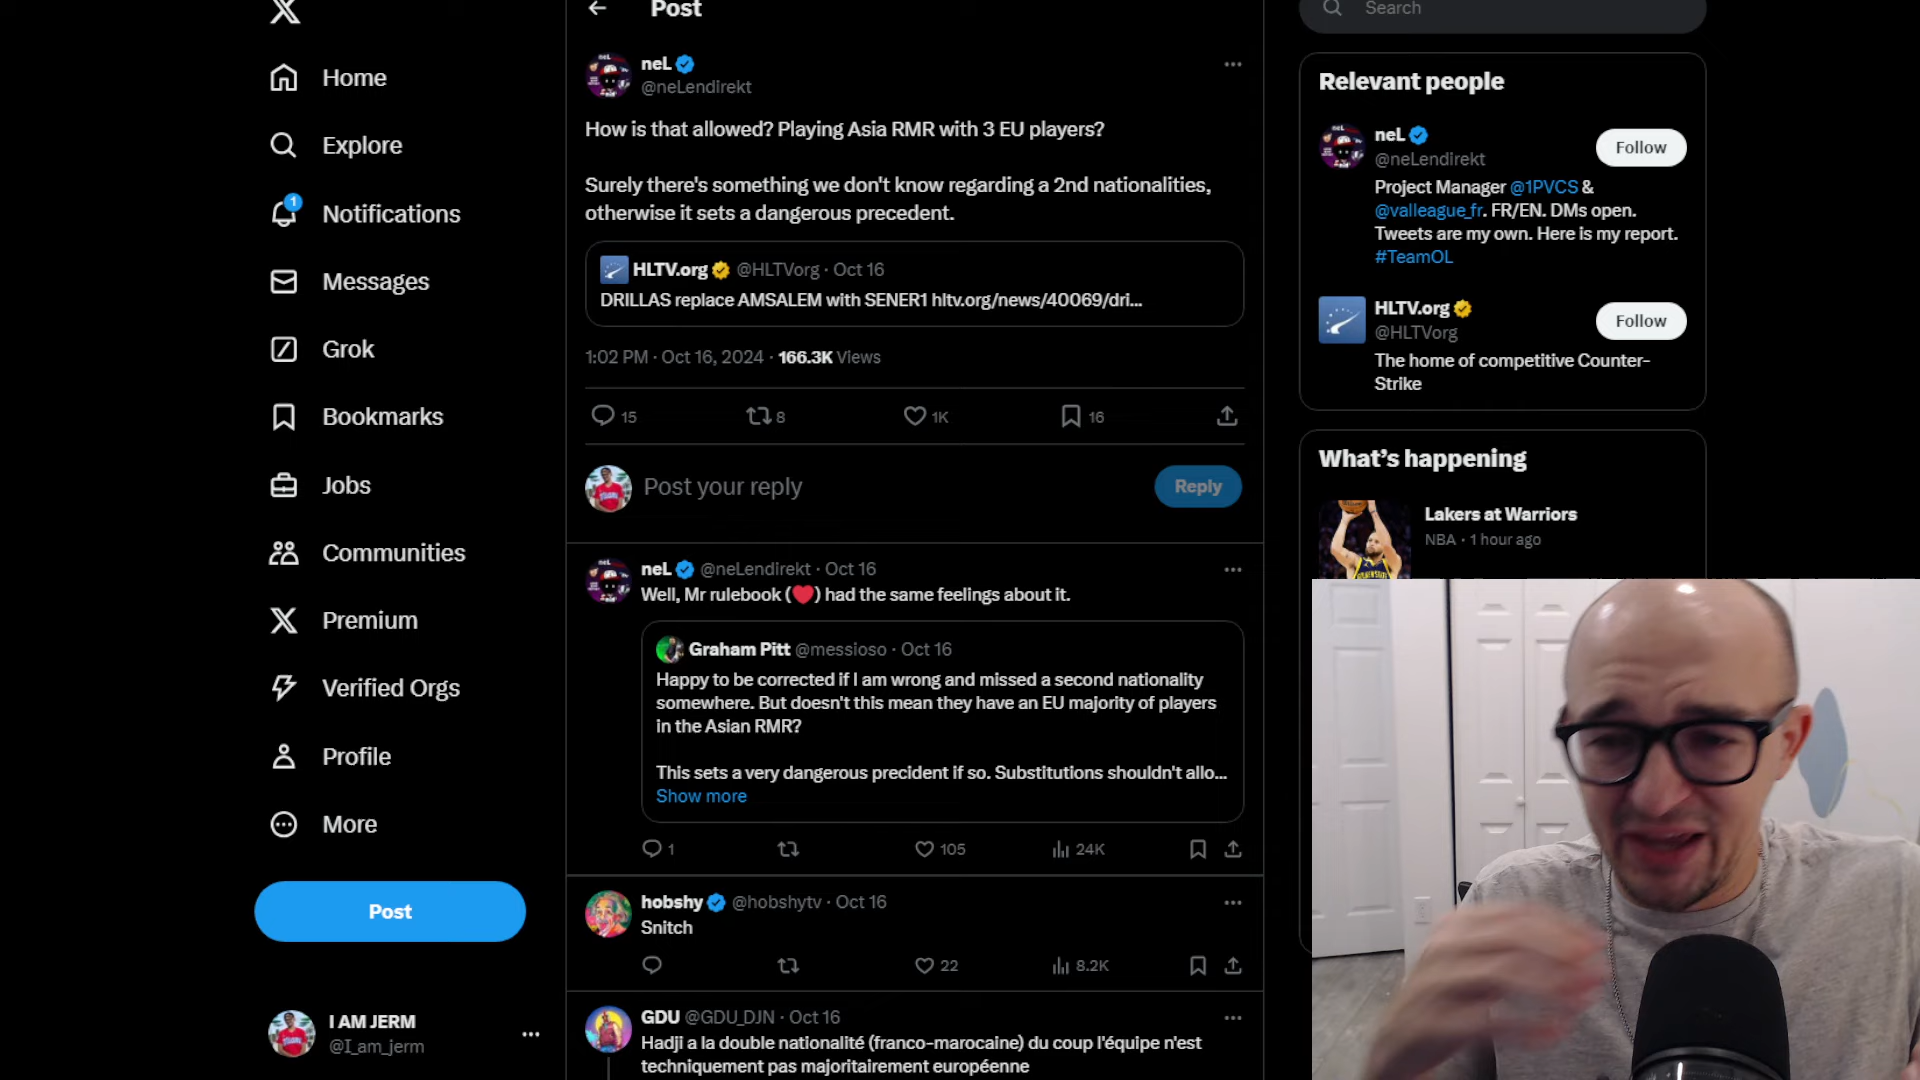 Home
Explore
1
Notifications
Messages
Grok
Bookmarks
Jobs
Communities
Premium
Verified Orgs
Profile
More
Post
I AM JERM
@I_am_jerm
Post
neL
@neLendirekt
How is that allowed? Playing Asia RMR with 3 EU players?
Surely there's something we don't know regarding a 2nd nationalities,
otherwise it sets a dangerous precedent.
HLTV.org @HLTVorg · Oct 16
DRILLAS replace AMSALEM with SENER1 hltv.org/news/40069/dri...
1:02 PM · Oct 16, 2024 · 166.3K Views
15 8 1K 16
Post your reply
Reply
neL @neLendirekt · Oct 16
Well, Mr rulebook (❤️) had the same feelings about it.
Graham Pitt @messioso · Oct 16
Happy to be corrected if I am wrong and missed a second nationality
somewhere. But doesn't this mean they have an EU majority of players
in the Asian RMR?
This sets a very dangerous precident if so. Substitutions shouldn't allo...
Show more
1 105 24K
hobshy @hobshytv · Oct 16
Snitch
22 8.2K
GDU @GDU_DJN · Oct 16
Hadji a la double nationalité (franco-marocaine) du coup l'équipe n'est
techniquement pas majoritairement européenne
Search
Relevant people
neL
@neLendirekt
Follow
Project Manager @1PVCS &
@valleague_fr. FR/EN. DMs open.
Tweets are my own. Here is my report.
#TeamOL
HLTV.org
@HLTVorg
Follow
The home of competitive Counter-
Strike
What's happening
Lakers at Warriors
NBA · 1 hour ago